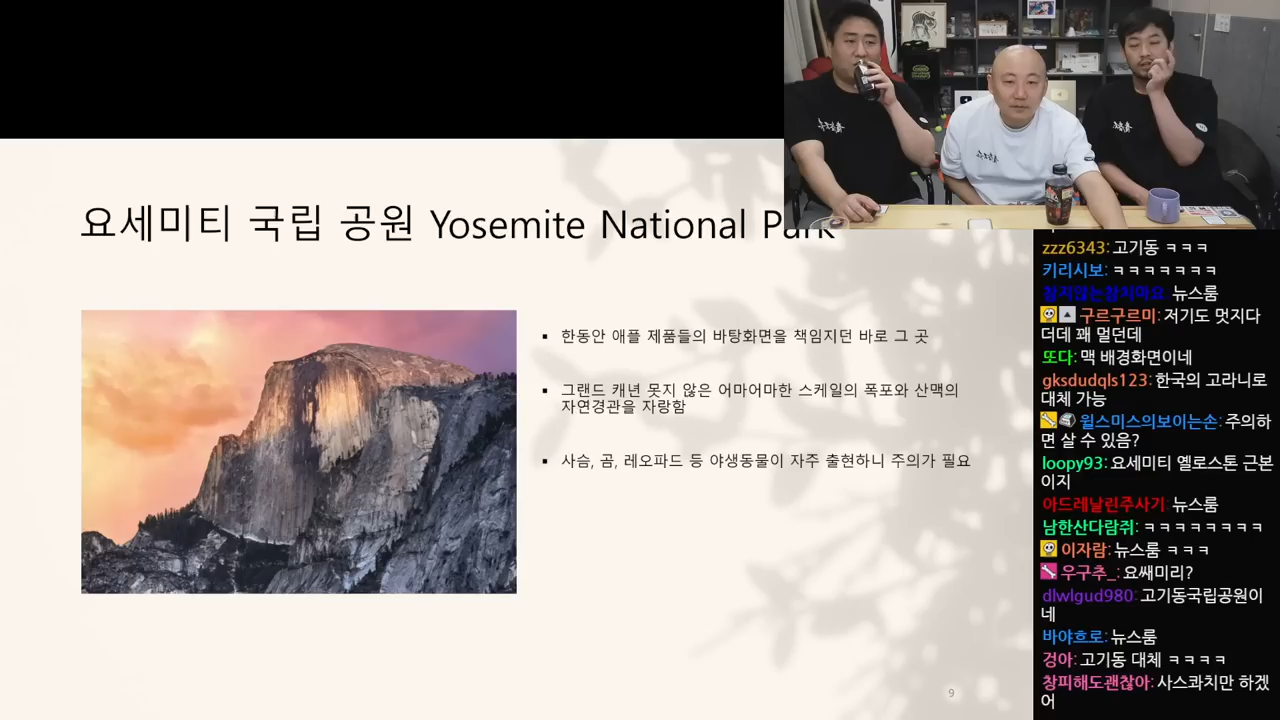 요세미티 국립 공원 Yosemite National Park
한동안 애플 제품들의 바탕화면을 책임지던 바로 그 곳
그랜드 캐년 못지 않은 어마어마한 스케일의 폭포와 산맥의
자연경관을 자랑함
사슴, 곰, 레오파드 등 야생동물이 자주 출현하니 주의가 필요
9
zzz6343: 고기동 ㅋㅋㅋ
키리시보: ㅋㅋㅋㅋㅋㅋㅋ
참지않는참치마요: 뉴스룸
구르구르미: 저기도 멋지다
더데 꽤 멀던데
또다: 맥 배경화면이네
gksdudqls123: 한국의 고라니로
대체 가능
윌스미스의보이는손: 주의하
면 살 수 있음?
loopy93: 요세미티 옐로스톤 근본
이지
아드레날린주사기: 뉴스룸
남한산다람쥐: ㅋㅋㅋㅋㅋㅋㅋㅋ
이자람: 뉴스룸 ㅋㅋㅋ
우구추_: 요쌔미리?
dlwlgud980: 고기동국립공원이
네
바야흐로: 뉴스룸
겅아: 고기동 대체 ㅋㅋㅋㅋ
창피해도괜찮아: 사스콰치만 하겠
어